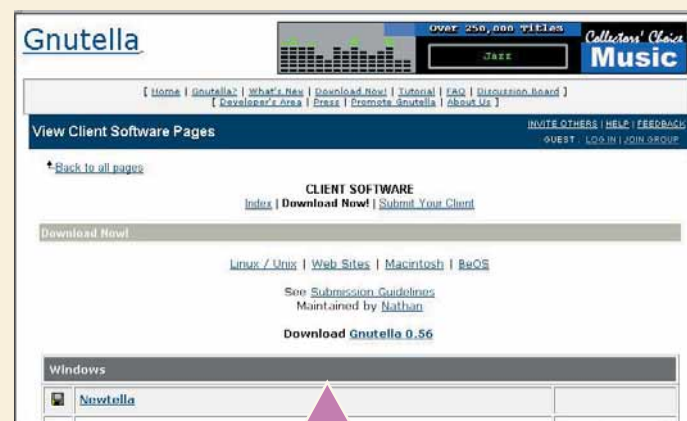 Gnutella
Over 250,000 Titles
Jazz
Collectors' Choice
Music
[ Home | Gnutella? | What's New | Download Now! | Tutorial | FAQ | Discussion Board ]
[ Developer's Area | Press | Promote Gnutella | About Us ]
View Client Software Pages
INVITE OTHERS | HELP | FEEDBACK
GUEST : LOG IN | JOIN GROUP
Back to all pages
CLIENT SOFTWARE
Index | Download Now! | Submit Your Client
Download Now!
Linux / Unix | Web Sites | Macintosh | BeOS
See Submission Guidelines
Maintained by Nathan
Download Gnutella 0.56
Windows
Newtella